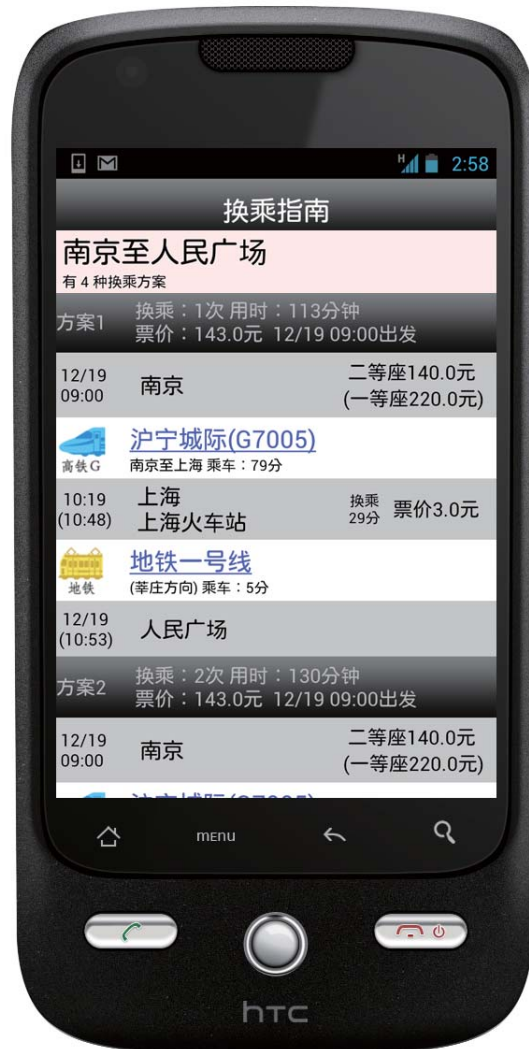 H 2:58
换乘指南
南京至人民广场
有 4 种换乘方案
方案1
换乘：1次 用时：113分钟
票价：143.0元 12/19 09:00出发
12/19
09:00
南京
二等座140.0元
(一等座220.0元)
高铁G
沪宁城际(G7005)
南京至上海 乘车：79分
10:19
(10:48)
上海
上海火车站
换乘
29分
票价3.0元
地铁
地铁一号线
(莘庄方向) 乘车：5分
12/19
(10:53)
人民广场
方案2
换乘：2次 用时：130分钟
票价：143.0元 12/19 09:00出发
12/19
09:00
南京
二等座140.0元
(一等座220.0元)
MENU
hTC